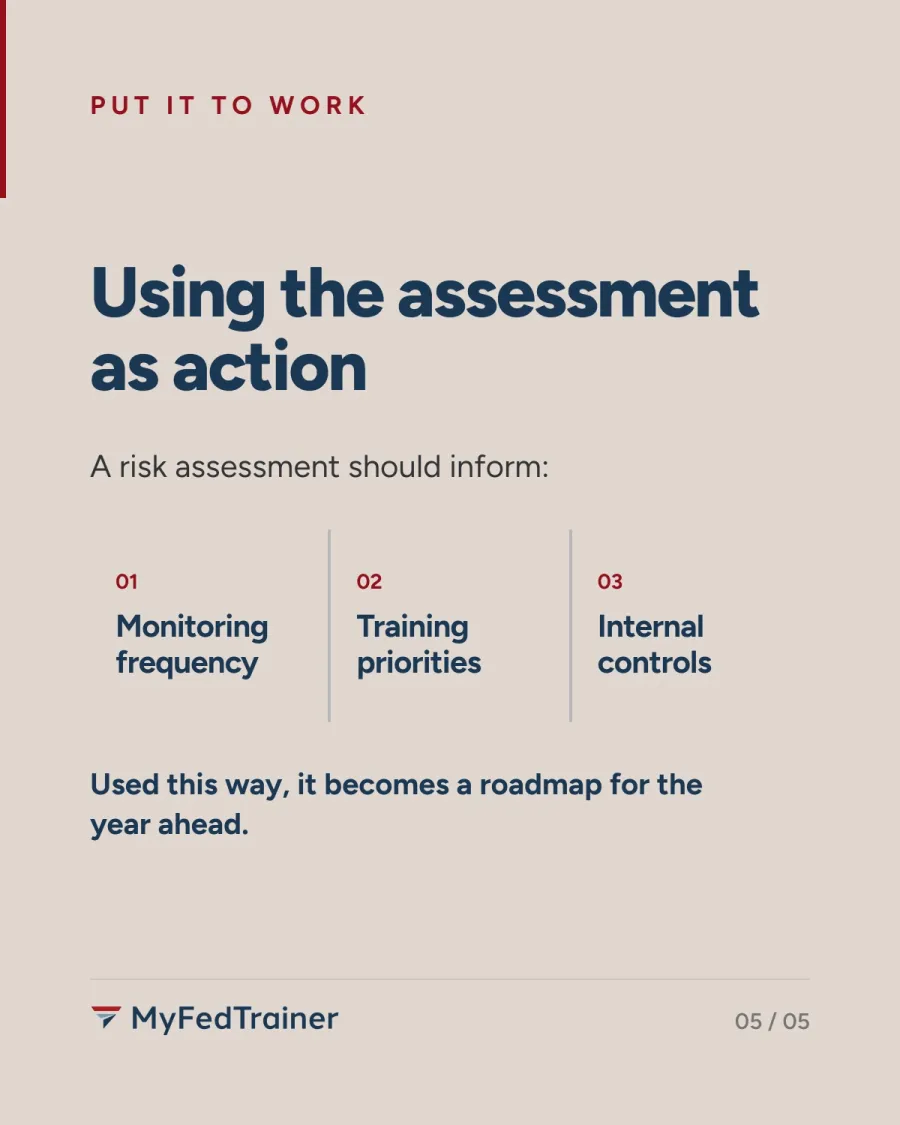 PUT IT TO WORK
Using the assessment
as action
A risk assessment should inform:
01
Monitoring
frequency
02
Training
priorities
03
Internal
controls
Used this way, it becomes a roadmap for the
year ahead.
MyFedTrainer
05 / 05